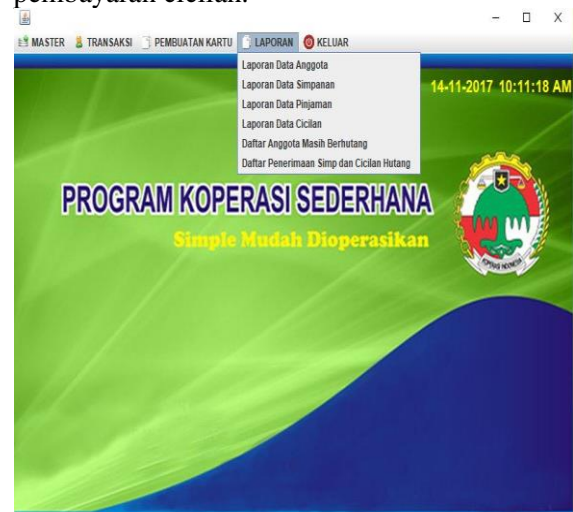 pembayaran cicilan.
MASTER TRANSAKSI PEMBUATAN KARTU LAPORAN KELUAR
Laporan Data Anggota
Laporan Data Simpanan
Laporan Data Pinjaman
Laporan Data Cicilan
Daftar Anggota Masih Berhutang
Daftar Penerimaan Simp dan Cicilan Hutang
14-11-2017 10:11:18 AM
PROGRAM KOPERASI SEDERHANA
Simple Mudah Dioperasikan
KOPERASI INDONESIA